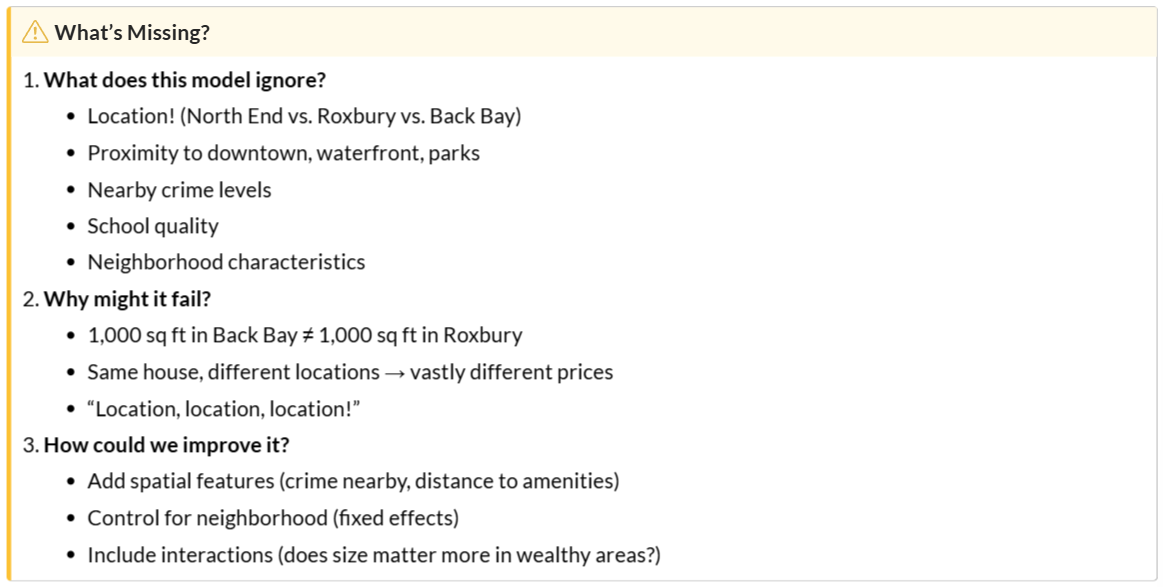 What’s Missing?
1. What does this model ignore?
• Location! (North End vs. Roxbury vs. Back Bay)
• Proximity to downtown, waterfront, parks
• Nearby crime levels
• School quality
• Neighborhood characteristics
2. Why might it fail?
• 1,000 sq ft in Back Bay ≠ 1,000 sq ft in Roxbury
• Same house, different locations → vastly different prices
• “Location, location, location!”
3. How could we improve it?
• Add spatial features (crime nearby, distance to amenities)
• Control for neighborhood (fixed effects)
• Include interactions (does size matter more in wealthy areas?)